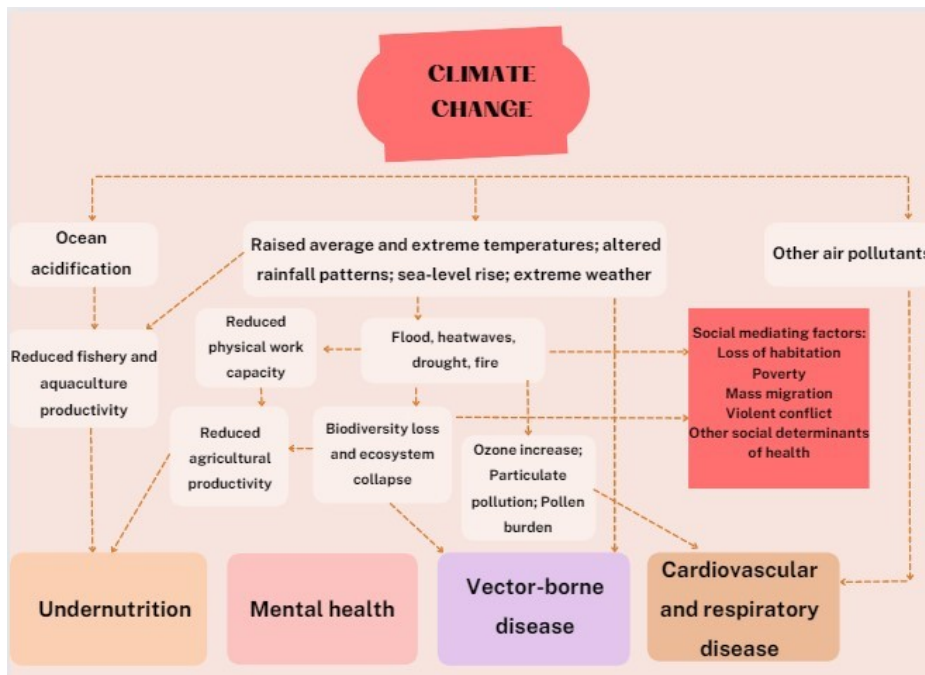 CLIMATE
CHANGE
Ocean
acidification
Raised average and extreme temperatures; altered
rainfall patterns; sea-level rise; extreme weather
Other air pollutants
Reduced fishery and
aquaculture
productivity
Reduced
physical work
capacity
Flood, heatwaves,
drought, fire
Social mediating factors:
Loss of habitation
Poverty
Mass migration
Violent conflict
Other social determinants
of health
Reduced
agricultural
productivity
Biodiversity loss
and ecosystem
collapse
Ozone increase;
Particulate
pollution; Pollen
burden
Undernutrition
Mental health
Vector-borne
disease
Cardiovascular
and respiratory
disease